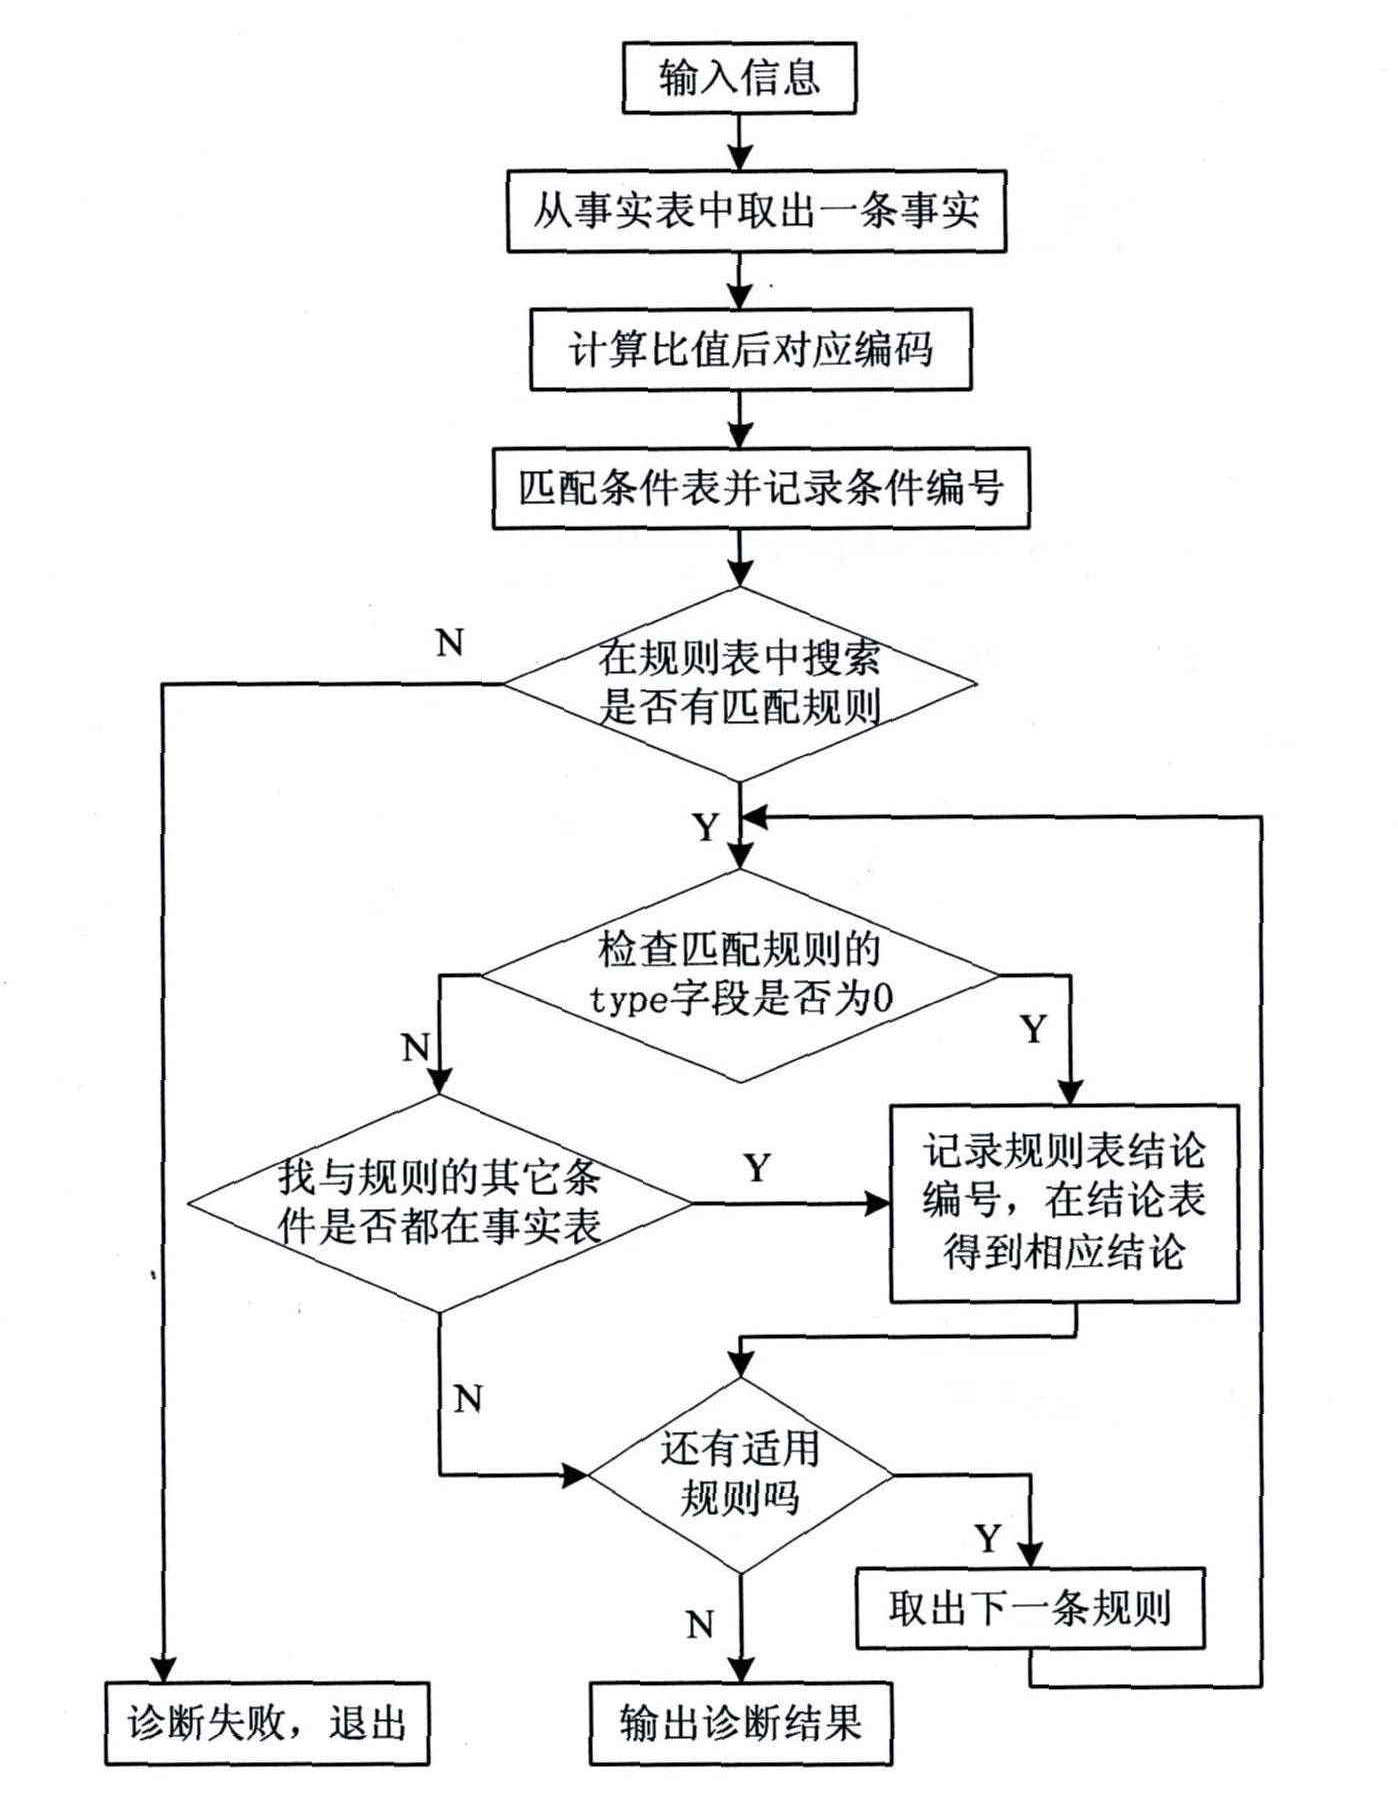 输入信息
从事实表中取出一条事实
计算比值后对应编码
匹配条件表并记录条件编号
N
在规则表中搜索
是否有匹配规则
Y
检查匹配规则的
type字段是否为0
N
Y
找与规则的其它条
件是否都在事实表
Y
记录规则表结论
编号，在结论表
得到相应结论
N
还有适用
规则吗
Y
取出下一条规则
N
诊断失败，退出
输出诊断结果